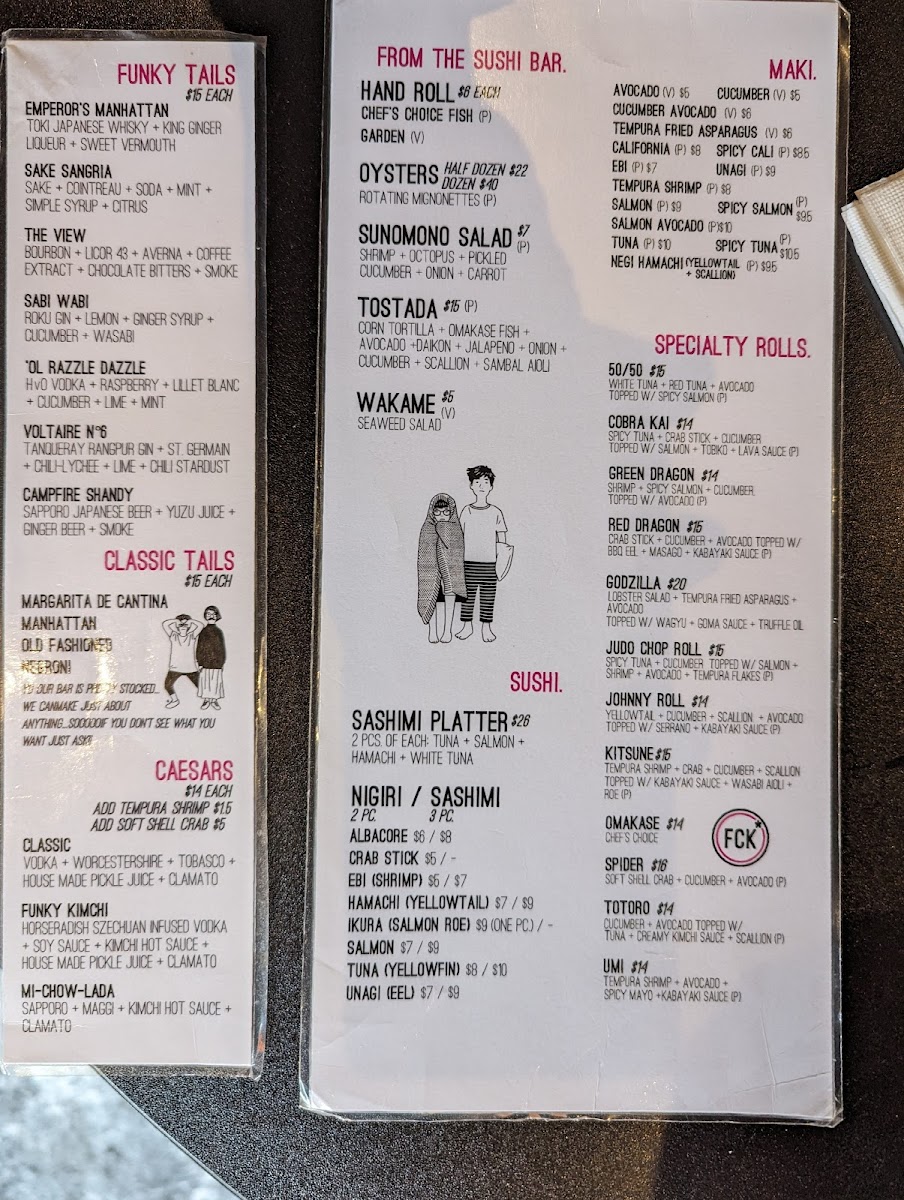 FUNKY TAILS
$15 EACH
EMPEROR'S MANHATTAN
TOKI JAPANESE WHISKY + KING GINGER
LIQUEUR + SWEET VERMOUTH
SAKE SANGRIA
SAKE + COINTREAU + SODA + MINT +
SIMPLE SYRUP + CITRUS
THE VIEW
BOURBON + LICOR 43 + AVERNA + COFFEE
EXTRACT + CHOCOLATE BITTERS + SMOKE
SABI WABI
ROKU GIN + LEMON + GINGER SYRUP +
CUCUMBER + WASABI
'OL RAZZLE DAZZLE
HvO VODKA + RASPBERRY + LILLET BLANC
+ CUCUMBER + LIME + MINT
VOLTAIRE N°6
TANQUERAY RANGPUR GIN + ST. GERMAIN
+ CHILI-LYCHEE + LIME + CHILI STARDUST
CAMPFIRE SHANDY
SAPPORO JAPANESE BEER + YUZU JUICE +
GINGER BEER + SMOKE
CLASSIC TAILS
$15 EACH
MARGARITA DE CANTINA
MANHATTAN
OLD FASHIONED
NEGRONI
YO OUR BAR IS PRETTY STOCKED..
WE CANMAKE JUST ABOUT
ANYTHING...SOOOOOIF YOU DON'T SEE WHAT YOU
WANT JUST ASK!!
CAESARS
$14 EACH
ADD TEMPURA SHRIMP $1.5
ADD SOFT SHELL CRAB $5
CLASSIC
VODKA + WORCESTERSHIRE + TOBASCO +
HOUSE MADE PICKLE JUICE + CLAMATO
FUNKY KIMCHI
HORSERADISH SZECHUAN INFUSED VODKA
+ SOY SAUCE + KIMCHI HOT SAUCE +
HOUSE MADE PICKLE JUICE + CLAMATO
MI-CHOW-LADA
SAPPORO + MAGGI + KIMCHI HOT SAUCE +
CLAMATO
FROM THE SUSHI BAR.
HAND ROLL $6 EACH
CHEF'S CHOICE FISH (P)
GARDEN (V)
OYSTERS HALF DOZEN $22
DOZEN $40
ROTATING MIGNONETTES (P)
SUNOMONO SALAD $7 (P)
SHRIMP + OCTOPUS + PICKLED
CUCUMBER + ONION + CARROT
TOSTADA $15 (P)
CORN TORTILLA + OMAKASE FISH +
AVOCADO +DAIKON + JALAPENO + ONION +
CUCUMBER + SCALLION + SAMBAL AIOLI
WAKAME $5 (V)
SEAWEED SALAD
SUSHI.
SASHIMI PLATTER $26
2 PCS. OF EACH: TUNA + SALMON +
HAMACHI + WHITE TUNA
NIGIRI / SASHIMI
2 PC. 3 PC.
ALBACORE $6 / $8
CRAB STICK $5 / -
EBI (SHRIMP) $5 / $7
HAMACHI (YELLOWTAIL) $7 / $9
IKURA (SALMON ROE) $9 (ONE PC.) / -
SALMON $7 / $9
TUNA (YELLOWFIN) $8 / $10
UNAGI (EEL) $7 / $9
MAKI.
AVOCADO (V) $5 CUCUMBER (V) $5
CUCUMBER AVOCADO (V) $6
TEMPURA FRIED ASPARAGUS (V) $6
CALIFORNIA (P) $8 SPICY CALI (P) $8.5
EBI (P) $7 UNAGI (P) $9
TEMPURA SHRIMP (P) $8
SALMON (P) $9 SPICY SALMON (P) $9.5
SALMON AVOCADO (P)$10
TUNA (P) $10 SPICY TUNA (P) $10.5
NEGI HAMACHI (YELLOWTAIL (P) $9.5
+ SCALLION)
SPECIALTY ROLLS.
50/50 $15
WHITE TUNA + RED TUNA + AVOCADO
TOPPED W/ SPICY SALMON (P)
COBRA KAI $14
SPICY TUNA + CRAB STICK + CUCUMBER
TOPPED W/ SALMON + TOBIKO + LAVA SAUCE (P)
GREEN DRAGON $14
SHRIMP + SPICY SALMON + CUCUMBER
TOPPED W/ AVOCADO (P)
RED DRAGON $15
CRAB STICK + CUCUMBER + AVOCADO TOPPED W/
BBQ EEL + MASAGO + KABAYAKI SAUCE (P)
GODZILLA $20
LOBSTER SALAD + TEMPURA FRIED ASPARAGUS +
AVOCADO
TOPPED W/ WAGYU + GOMA SAUCE + TRUFFLE OIL
JUDO CHOP ROLL $15
SPICY TUNA + CUCUMBER TOPPED W/ SALMON +
SHRIMP + AVOCADO + TEMPURA FLAKES (P)
JOHNNY ROLL $14
YELLOWTAIL + CUCUMBER + SCALLION + AVOCADO
TOPPED W/ SERRANO + KABAYAKI SAUCE (P)
KITSUNE $15
TEMPURA SHRIMP + CRAB + CUCUMBER + SCALLION
TOPPED W/ KABAYAKI SAUCE + WASABI AIOLI +
ROE (P)
OMAKASE $14
CHEF'S CHOICE
FCK*
SPIDER $16
SOFT SHELL CRAB + CUCUMBER + AVOCADO (P)
TOTORO $14
CUCUMBER + AVOCADO TOPPED W/
TUNA + CREAMY KIMCHI SAUCE + SCALLION (P)
UMI $14
TEMPURA SHRIMP + AVOCADO +
SPICY MAYO +KABAYAKI SAUCE (P)